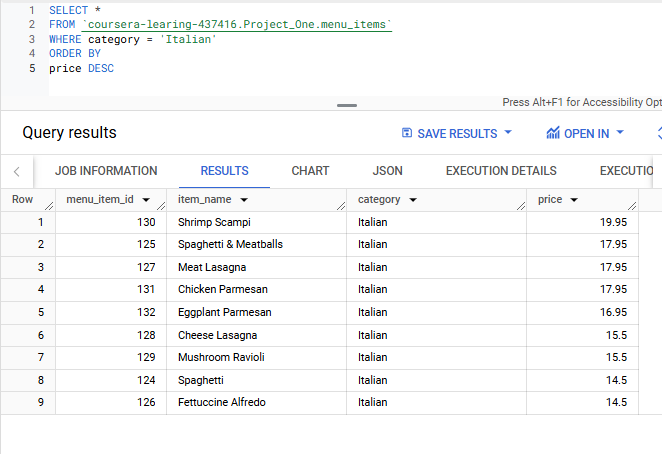 1 SELECT *
2 FROM `coursera-learing-437416.Project_One.menu_items`
3 WHERE category = 'Italian'
4 ORDER BY
5 price DESC
Press Alt+F1 for Accessibility Opt
Query results SAVE RESULTS OPEN IN
JOB INFORMATION RESULTS CHART JSON EXECUTION DETAILS EXECUTIO
Row menu_item_id item_name category price
1 130 Shrimp Scampi Italian 19.95
2 125 Spaghetti & Meatballs Italian 17.95
3 127 Meat Lasagna Italian 17.95
4 131 Chicken Parmesan Italian 17.95
5 132 Eggplant Parmesan Italian 16.95
6 128 Cheese Lasagna Italian 15.5
7 129 Mushroom Ravioli Italian 15.5
8 124 Spaghetti Italian 14.5
9 126 Fettuccine Alfredo Italian 14.5